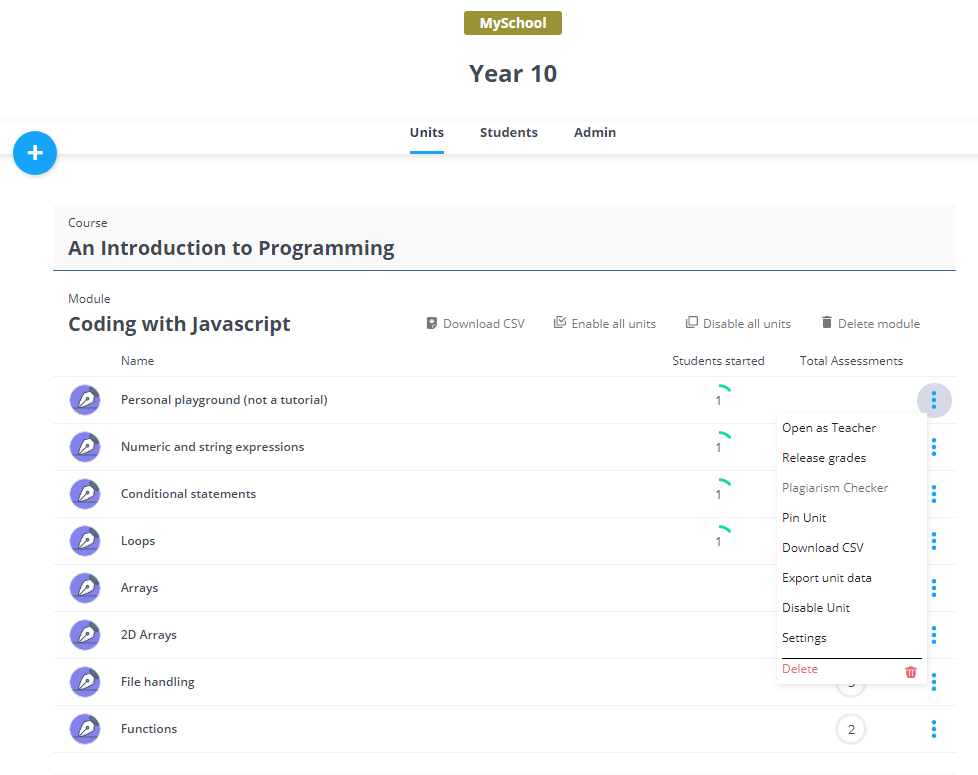 MySchool
Year 10
Units Students Admin
Course
An Introduction to Programming
Module
Coding with Javascript Download CSV Enable all units Disable all units Delete module
Name Students started Total Assessments
Personal playground (not a tutorial) 1
Open as Teacher
Numeric and string expressions 1
Release grades
Plagiarism Checker
Conditional statements 1
Pin Unit
Loops 1
Download CSV
Export unit data
Arrays
Disable Unit
2D Arrays
Settings
Delete
File handling
Functions 2